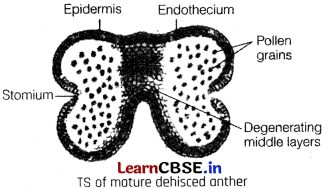 Epidermis
Endothecium
Pollen
grains
Stomium
Degenerating
middle layers
LearnCBSE.in
TS of mature dehisced anther